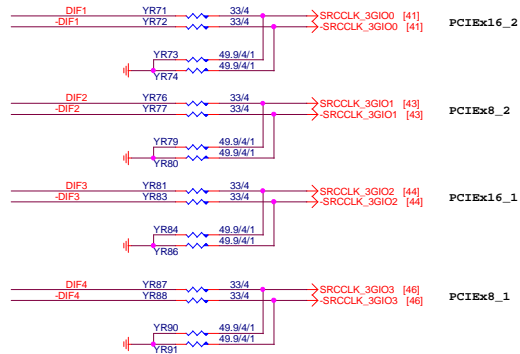 DIF1 YR71 33/4 SRCCLK_3GIO0 [41]
-DIF1 YR72 33/4 -SRCCLK_3GIO0 [41] PCIEx16_2
YR73 49.9/4/1
YR74 49.9/4/1
DIF2 YR76 33/4 SRCCLK_3GIO1 [43]
-DIF2 YR77 33/4 -SRCCLK_3GIO1 [43] PCIEx8_2
YR79 49.9/4/1
YR80 49.9/4/1
DIF3 YR81 33/4 SRCCLK_3GIO2 [44]
-DIF3 YR83 33/4 -SRCCLK_3GIO2 [44] PCIEx16_1
YR84 49.9/4/1
YR86 49.9/4/1
DIF4 YR87 33/4 SRCCLK_3GIO3 [46]
-DIF4 YR88 33/4 -SRCCLK_3GIO3 [46] PCIEx8_1
YR90 49.9/4/1
YR91 49.9/4/1